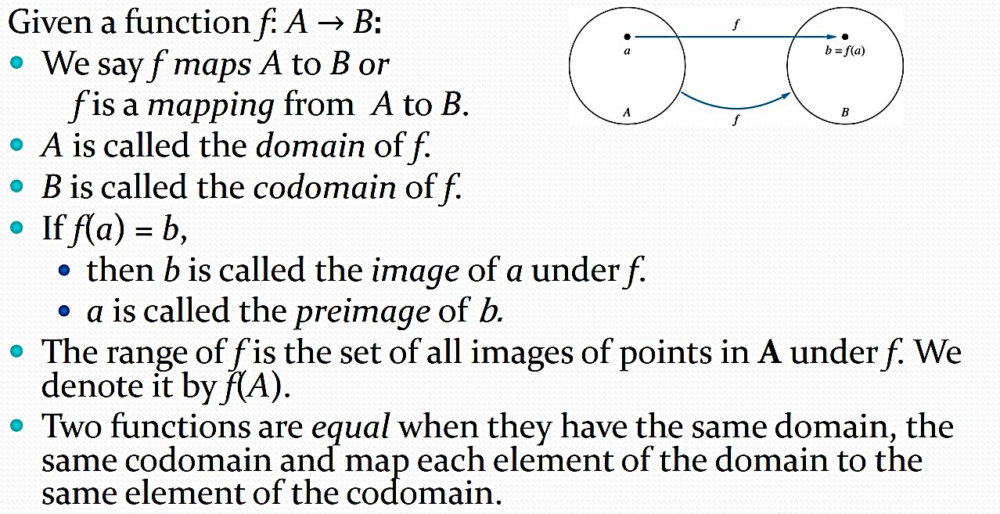 Given a function f: A → B:
• We say f maps A to B or
f is a mapping from A to B.
• A is called the domain of f.
• B is called the codomain of f.
• If f(a) = b,
• then b is called the image of a under f.
• a is called the preimage of b.
• The range of f is the set of all images of points in A under f. We
denote it by f(A).
• Two functions are equal when they have the same domain, the
same codomain and map each element of the domain to the
same element of the codomain.
f
a
b = f(a)
A
B
f